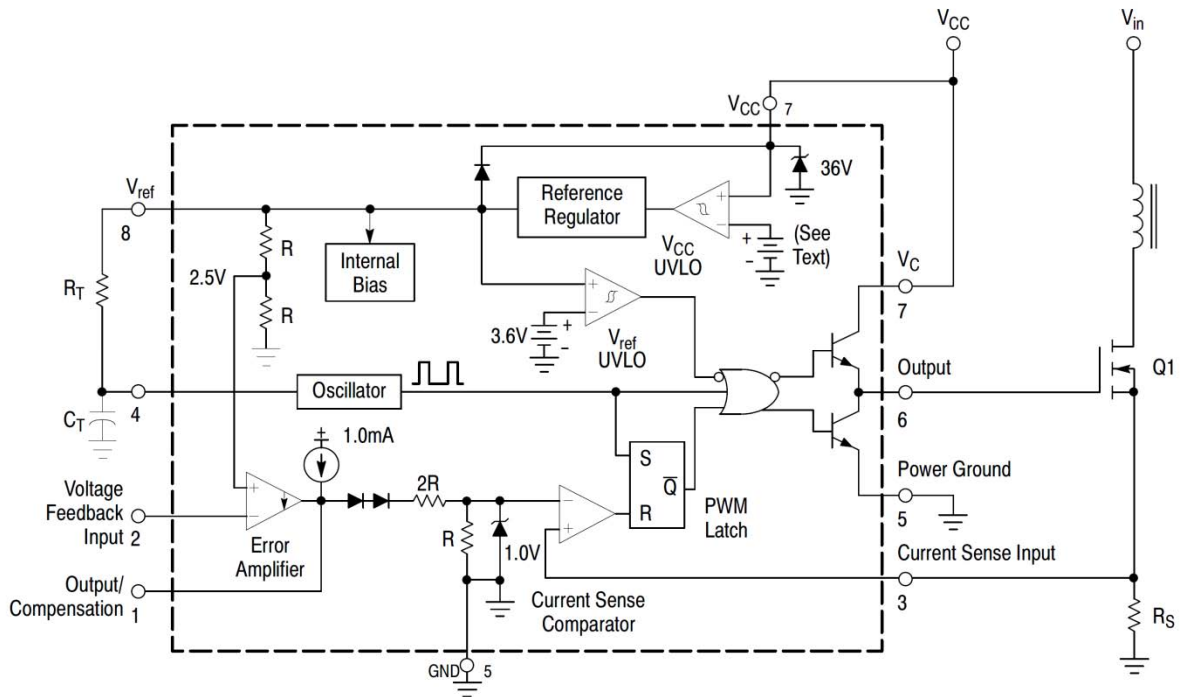 VCC
Vin
VCC
7
36V
Vref
8
Reference
Regulator
+
−
+
−
(See
Text)
VCC
UVLO
R
Internal
Bias
2.5V
RT
R
VC
7
+
−
3.6V
+
−
Vref
UVLO
Output
6
Q1
Oscillator
4
CT
+
1.0mA
Voltage
Feedback
Input
2
+
−
Error
Amplifier
2R
R
1.0V
−
+
S
Q
R
PWM
Latch
Power Ground
5
Current Sense Input
3
Output/
Compensation
1
Current Sense
Comparator
RS
GND
5